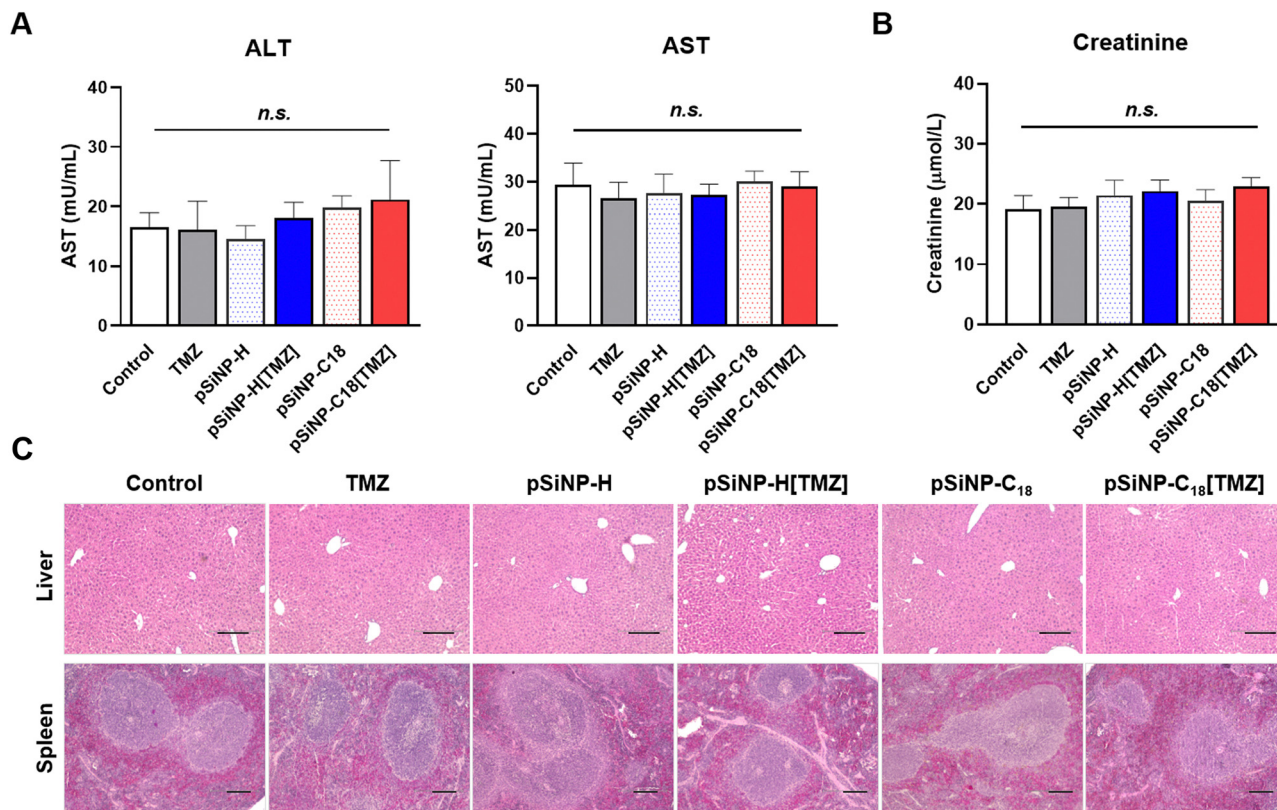 A
ALT
AST (mU/mL)
40
30
20
10
0
n.s.
Control
TMZ
pSiNP-H
pSiNP-H[TMZ]
pSiNP-C18
pSiNP-C18[TMZ]
AST
AST (mU/mL)
50
40
30
20
10
0
n.s.
Control
TMZ
pSiNP-H
pSiNP-H[TMZ]
pSiNP-C18
pSiNP-C18[TMZ]
B
Creatinine
Creatinine (μmol/L)
40
30
20
10
0
n.s.
Control
TMZ
pSiNP-H
pSiNP-H[TMZ]
pSiNP-C18
pSiNP-C18[TMZ]
C
Control TMZ pSiNP-H pSiNP-H[TMZ] pSiNP-C₁₈ pSiNP-C₁₈[TMZ]
Liver
Spleen